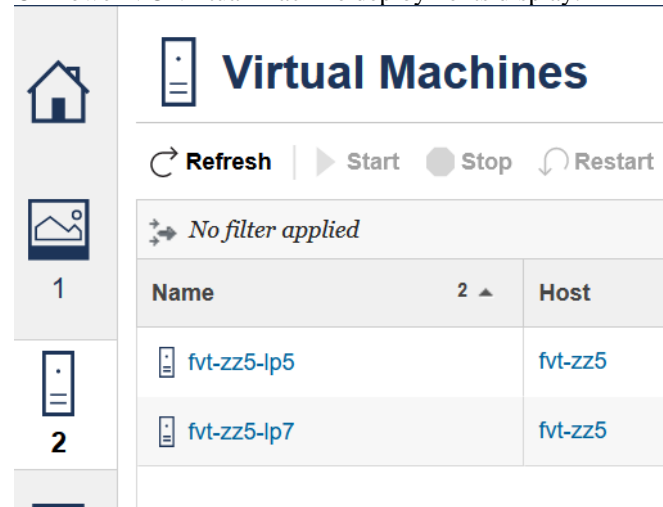 Virtual Machines
Refresh Start Stop Restart
No filter applied
1
Name 2 Host
fvt-zz5-lp5 fvt-zz5
2
fvt-zz5-lp7 fvt-zz5